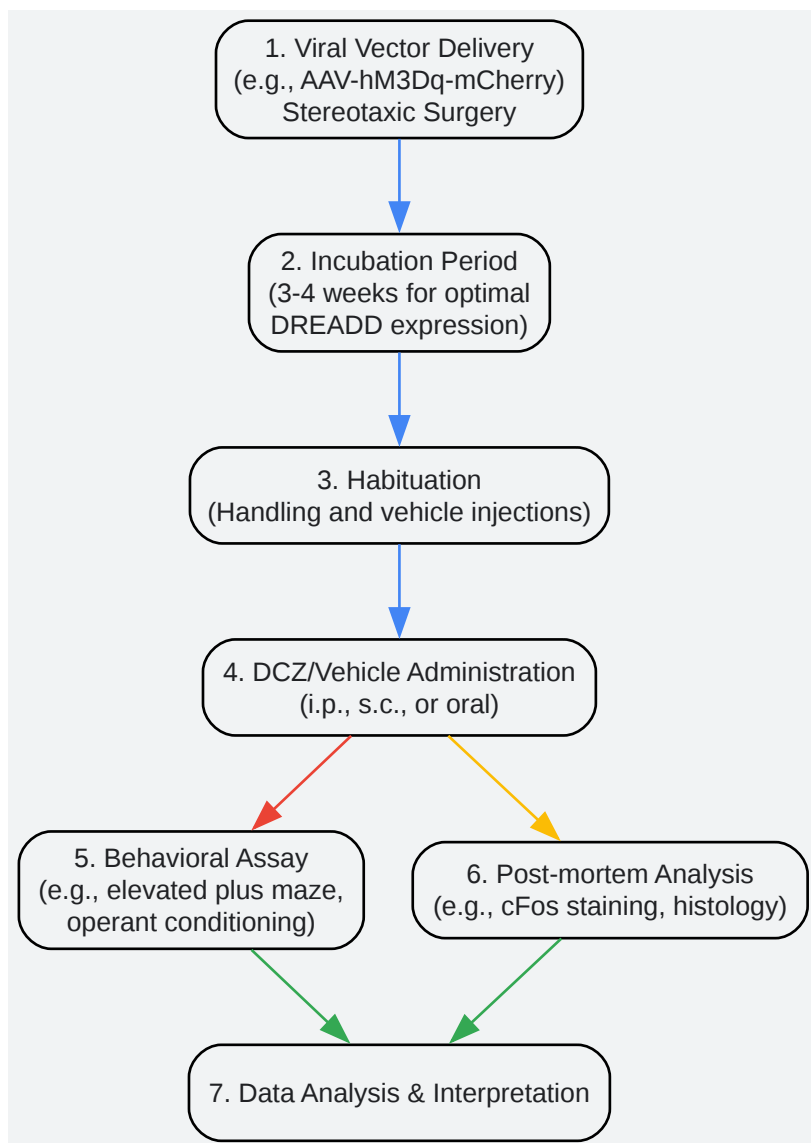 1. Viral Vector Delivery
(e.g., AAV-hM3Dq-mCherry)
Stereotaxic Surgery
2. Incubation Period
(3-4 weeks for optimal
DREADD expression)
3. Habituation
(Handling and vehicle injections)
4. DCZ/Vehicle Administration
(i.p., s.c., or oral)
5. Behavioral Assay
(e.g., elevated plus maze,
operant conditioning)
6. Post-mortem Analysis
(e.g., cFos staining, histology)
7. Data Analysis & Interpretation